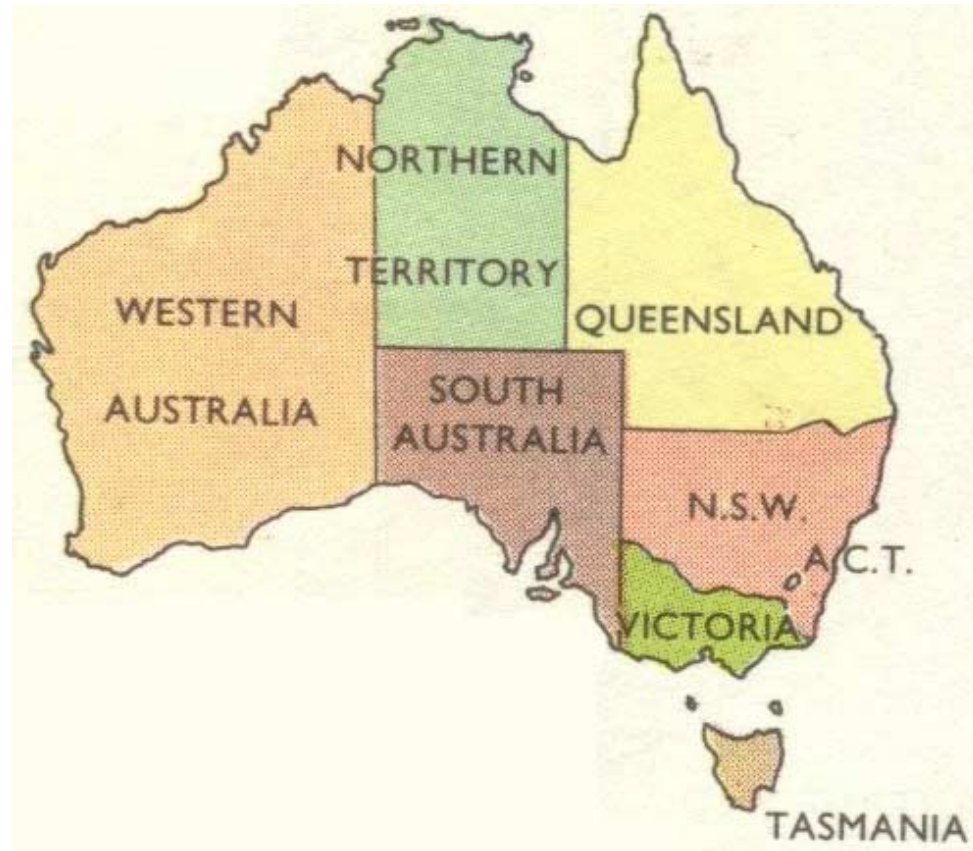 NORTHERN
TERRITORY
WESTERN
AUSTRALIA
QUEENSLAND
SOUTH
AUSTRALIA
N.S.W.
A.C.T.
VICTORIA
TASMANIA